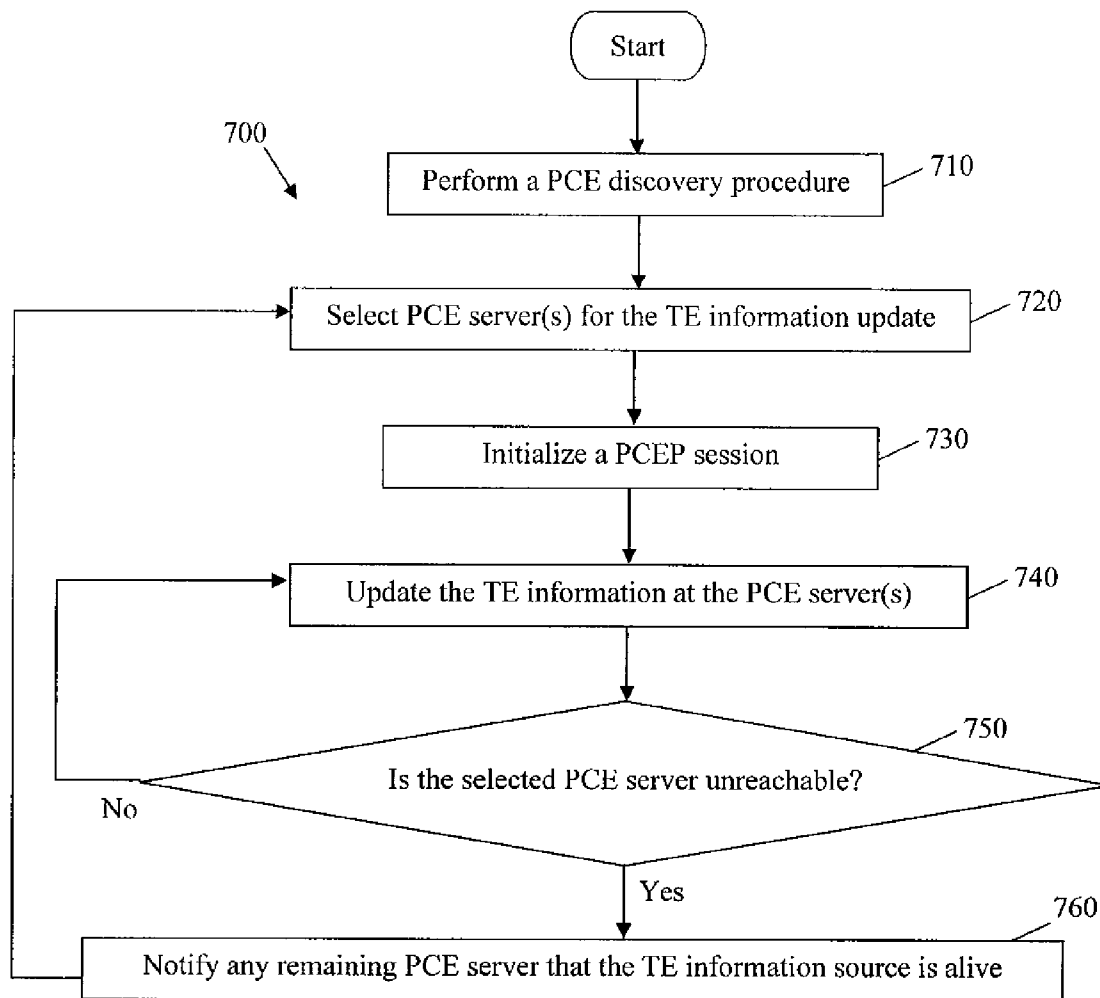 Start
700
Perform a PCE discovery procedure
710
Select PCE server(s) for the TE information update
720
Initialize a PCEP session
730
Update the TE information at the PCE server(s)
740
Is the selected PCE server unreachable?
750
No
Yes
760
Notify any remaining PCE server that the TE information source is alive